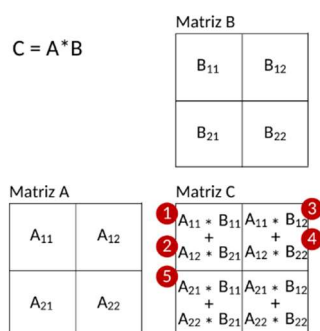 Matriz B
C = A*B
B11 B12
B21 B22
Matriz A
Matriz C
A11 A12
A21 A22
1 A11 * B11 A11 * B12 3
+ +
2 A12 * B21 A12 * B22 4
5
A21 * B11 A21 * B12
+ +
A22 * B21 A22 * B22